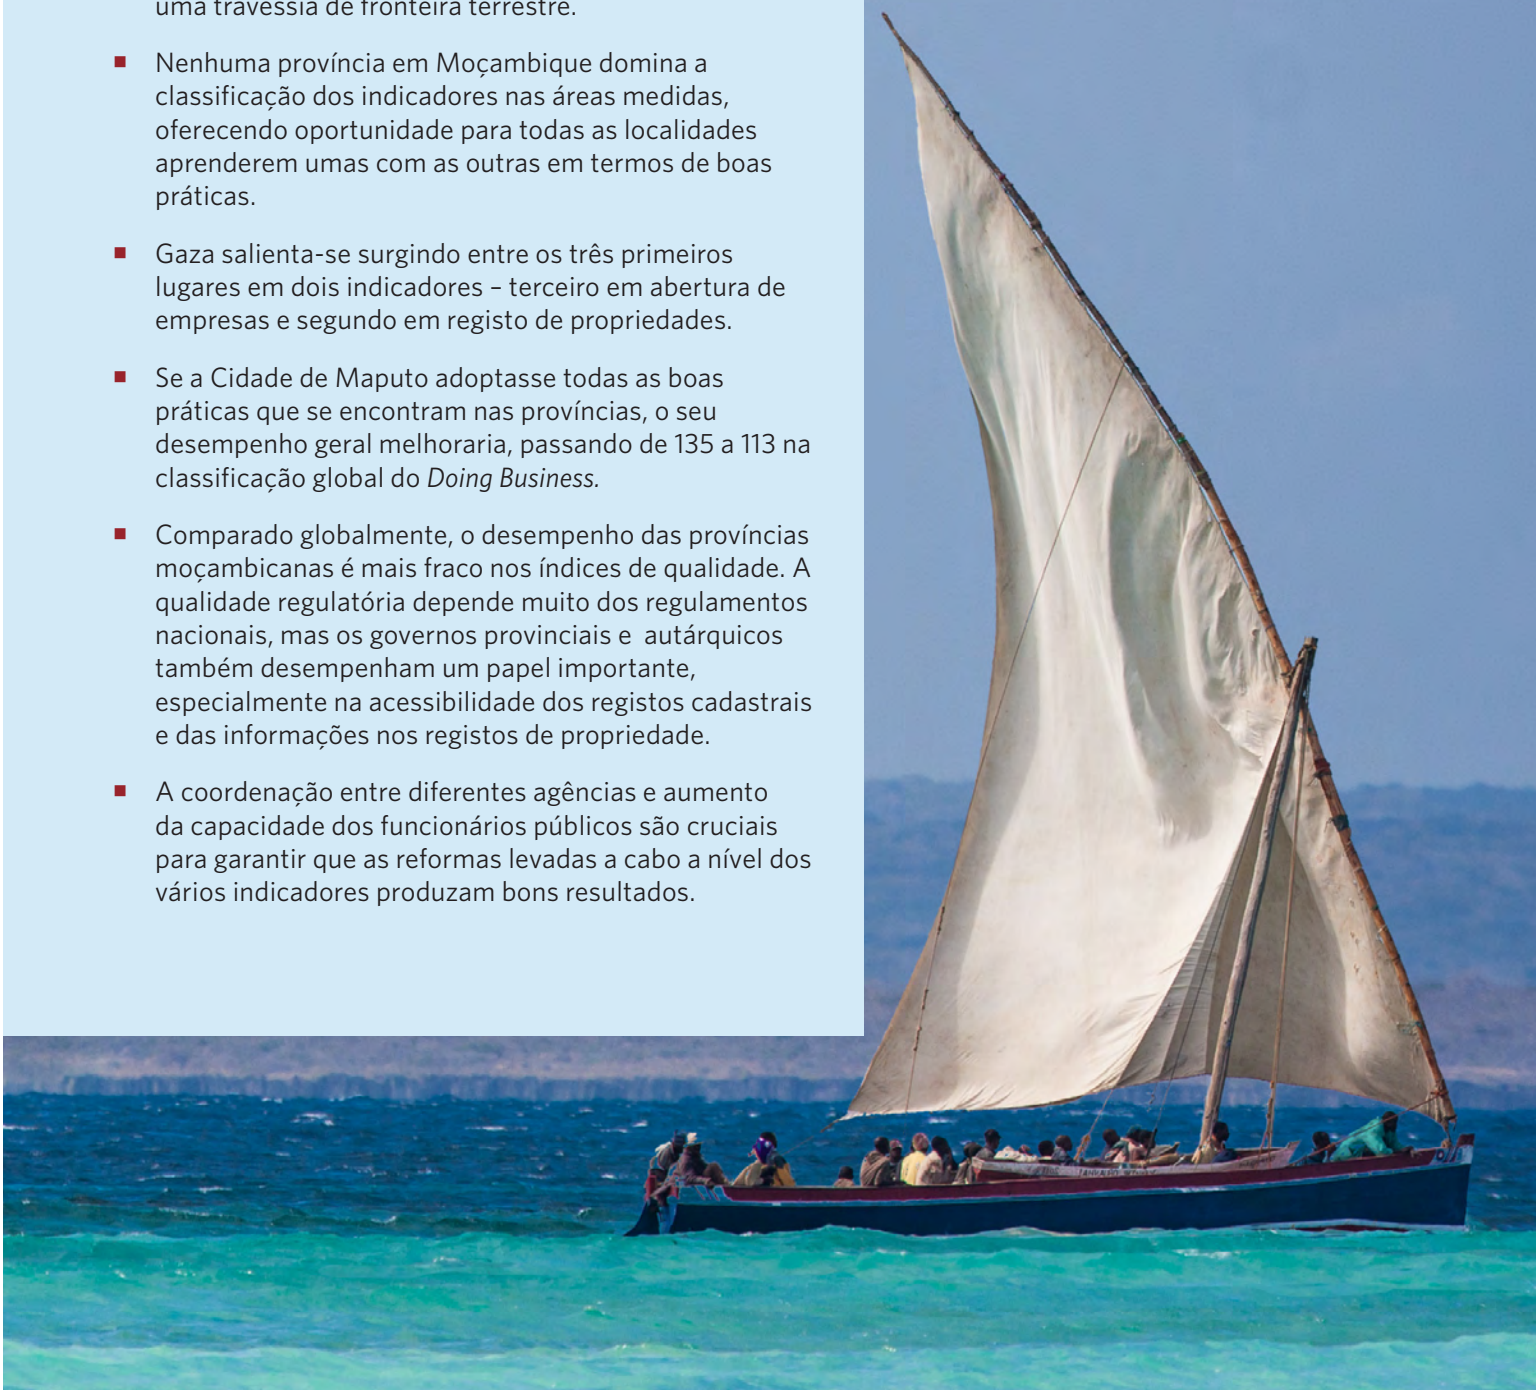 uma travessia de fronteira terrestre.
▪ Nenhuma província em Moçambique domina a
classificação dos indicadores nas áreas medidas,
oferecendo oportunidade para todas as localidades
aprenderem umas com as outras em termos de boas
práticas.
▪ Gaza salienta-se surgindo entre os três primeiros
lugares em dois indicadores – terceiro em abertura de
empresas e segundo em registo de propriedades.
▪ Se a Cidade de Maputo adoptasse todas as boas
práticas que se encontram nas províncias, o seu
desempenho geral melhoraria, passando de 135 a 113 na
classificação global do Doing Business.
▪ Comparado globalmente, o desempenho das províncias
moçambicanas é mais fraco nos índices de qualidade. A
qualidade regulatória depende muito dos regulamentos
nacionais, mas os governos provinciais e autárquicos
também desempenham um papel importante,
especialmente na acessibilidade dos registos cadastrais
e das informações nos registos de propriedade.
▪ A coordenação entre diferentes agências e aumento
da capacidade dos funcionários públicos são cruciais
para garantir que as reformas levadas a cabo a nível dos
vários indicadores produzam bons resultados.